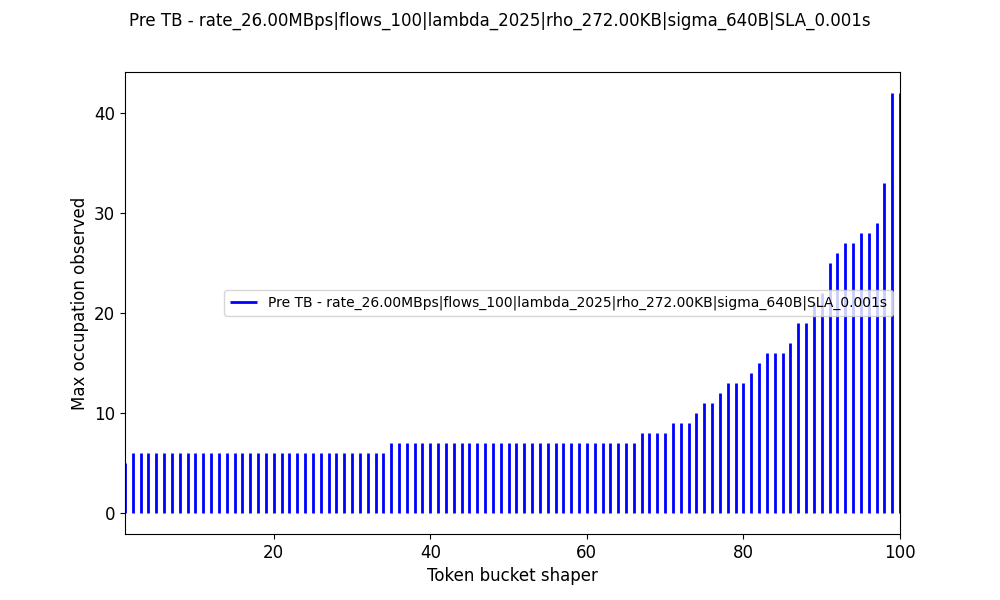 Pre TB - rate_26.00MBps|flows_100|lambda_2025|rho_272.00KB|sigma_640B|SLA_0.001s
40
30
20
10
0
Max occupation observed
Pre TB - rate_26.00MBps|flows_100|lambda_2025|rho_272.00KB|sigma_640B|SLA_0.001s
20 40 60 80 100
Token bucket shaper